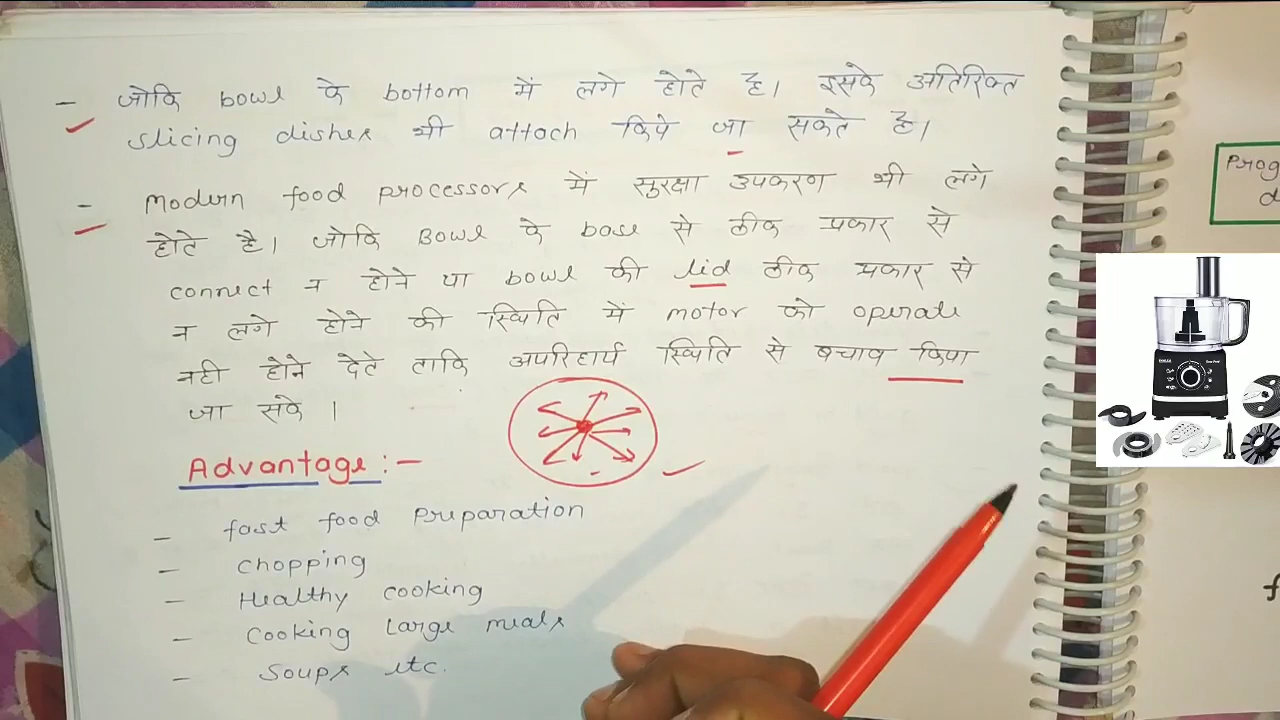 - जोकि bowl के bottom में लगे होते है। इसके अतिरिक्त
slicing dishes भी attach किये जा सकते है।
- Modern food processors में सुरक्षा उपकरण भी लगे
होते है। जोकि Bowl के base से ठीक प्रकार से
connect न होने या bowl की lid ठीक प्रकार से
न लगे होने की स्थिति में motor को operate
नही होने देते ताकि अपरिहार्य स्थिति से बचाव किया
जा सके।
Advantage :-
- fast food Preparation
- Chopping
- Healthy cooking
- Cooking Large meals
- Soups etc.
Prog
d
f